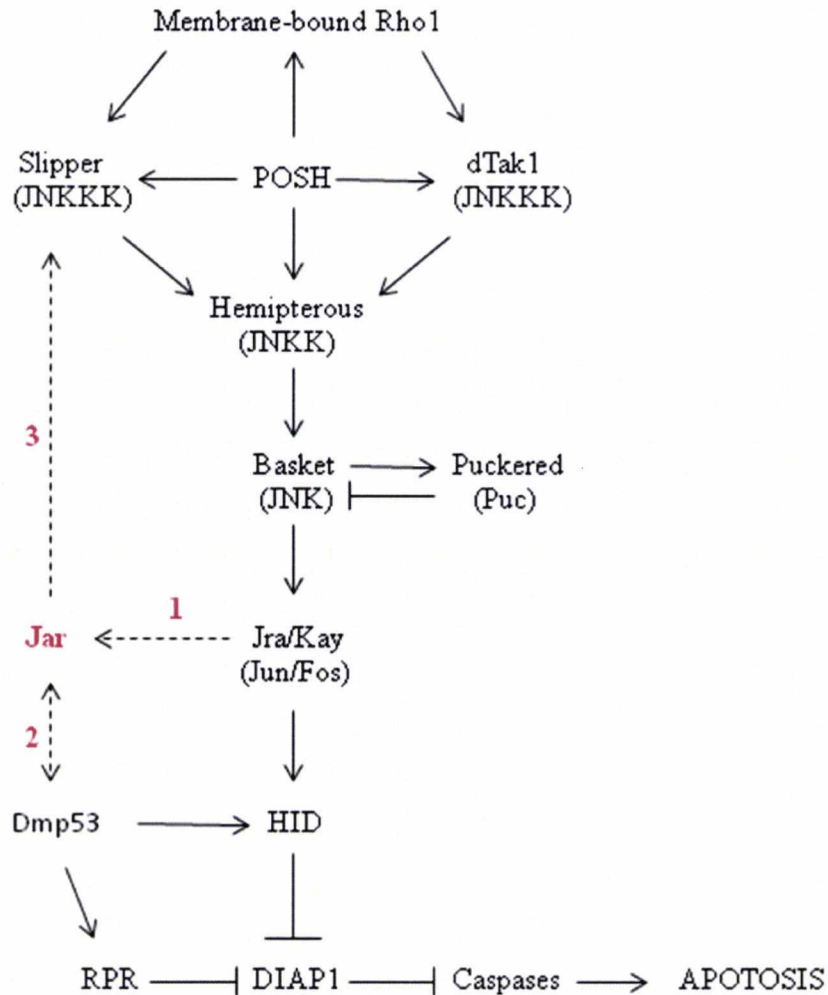 Membrane-bound Rho1
Slipper
(JNKKK)
POSH
dTak1
(JNKKK)
Hemipterous
(JNKK)
3
Basket
(JNK)
Puckered
(Puc)
1
Jar
Jra/Kay
(Jun/Fos)
2
Dmp53
HID
RPR
DIAP1
Caspases
APOTOSIS